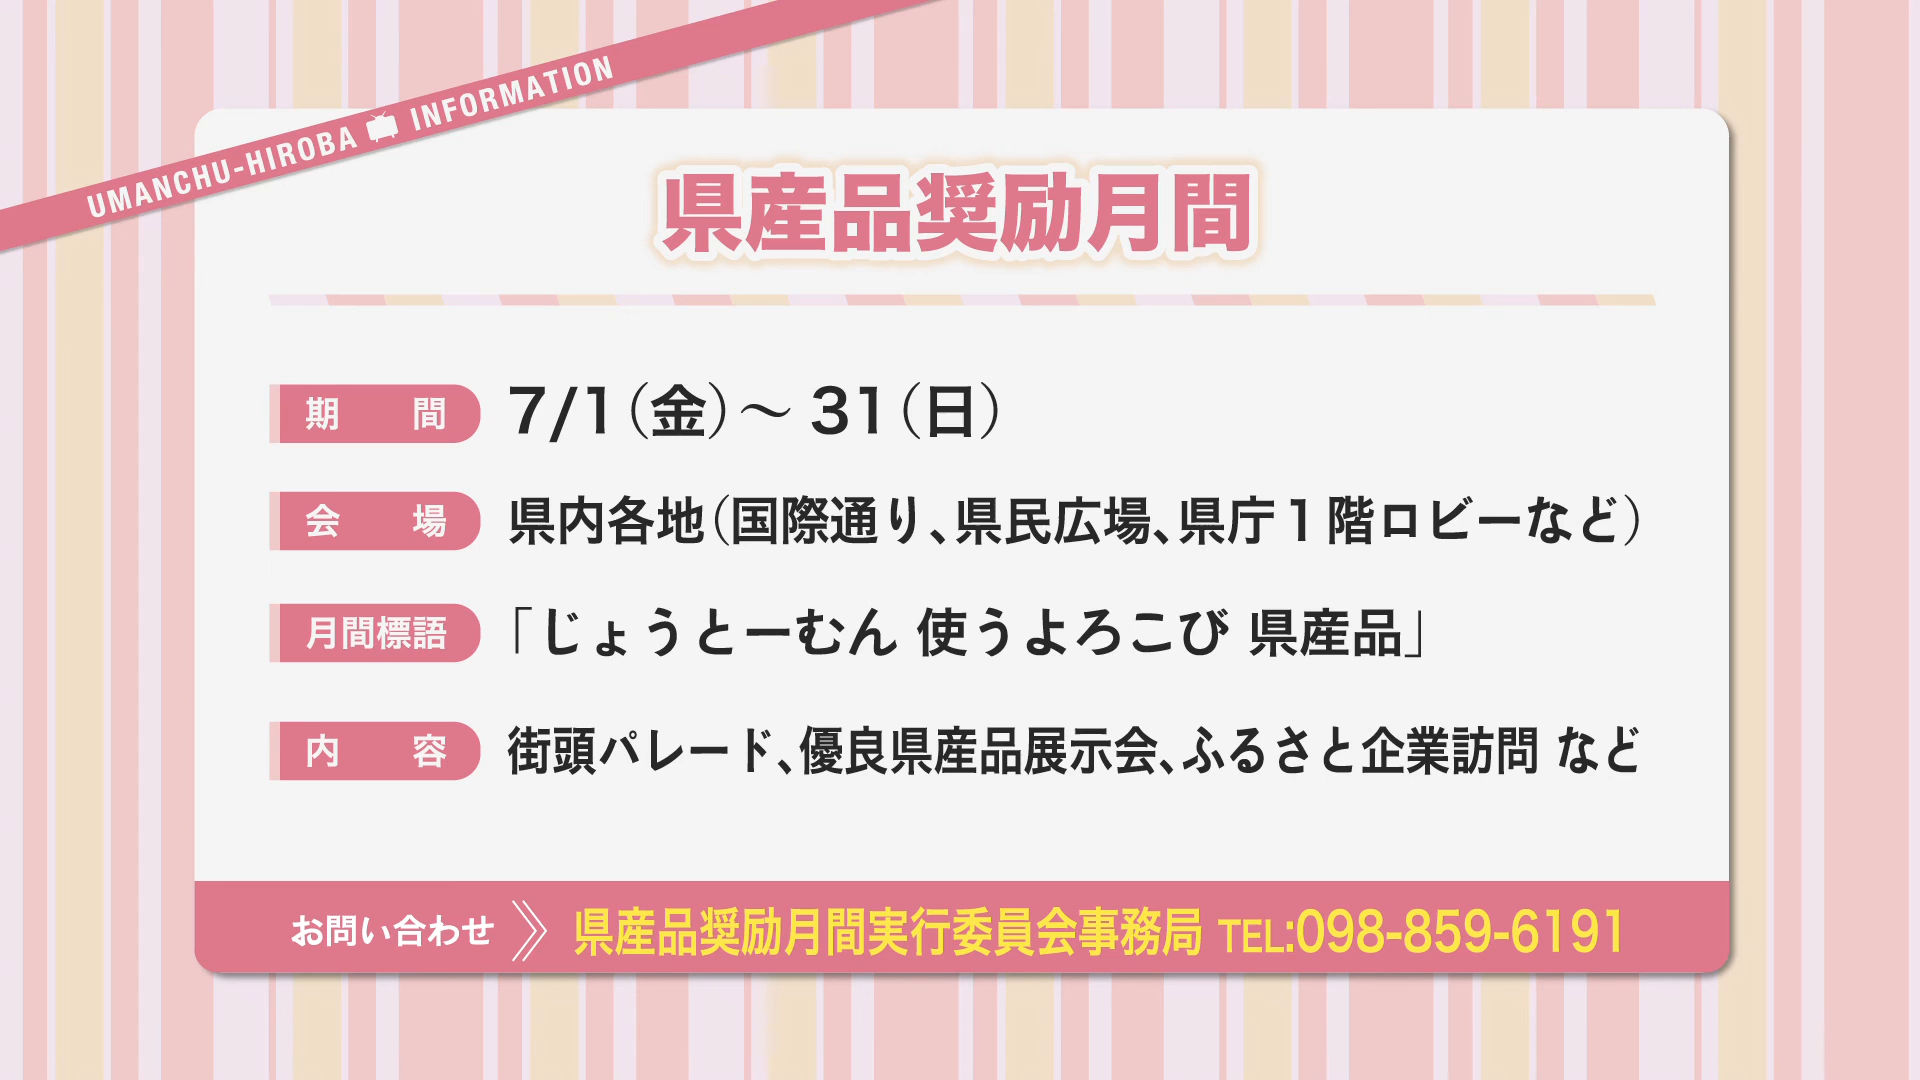 UMANCHU-HIROBA INFORMATION
県産品奨励月間
期間 7/1（金）～31（日）
会場 県内各地（国際通り、県民広場、県庁１階ロビーなど）
月間標語 「じょうとーむん 使うよろこび 県産品」
内容 街頭パレード、優良県産品展示会、ふるさと企業訪問 など
お問い合わせ 県産品奨励月間実行委員会事務局 TEL:098-859-6191